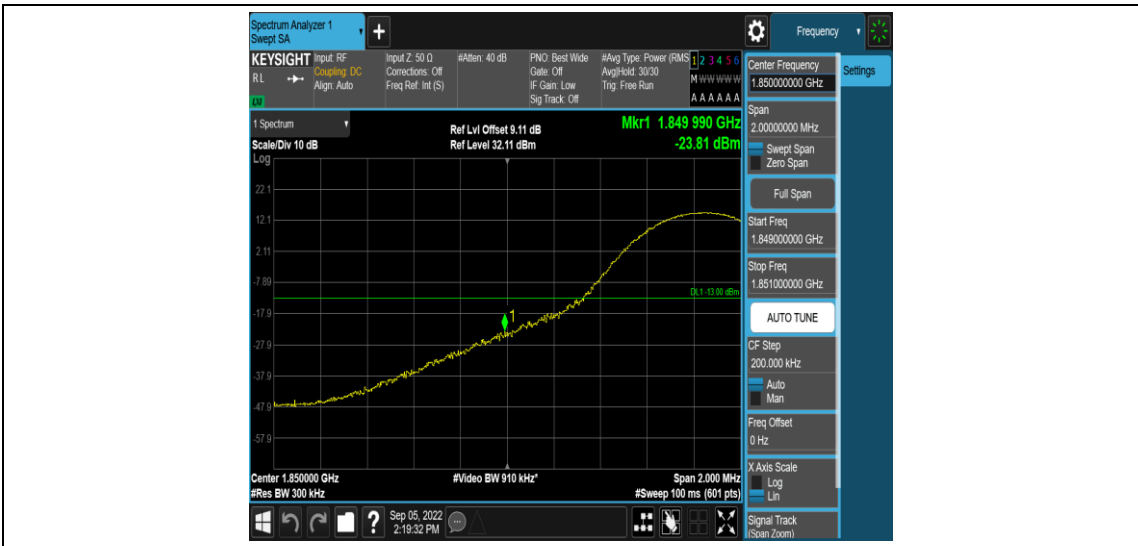 Spectrum Analyzer 1
Swept SA
+
Frequency
KEYSIGHT
RL
LXI
Input: RF
Coupling: DC
Align: Auto
Input Z: 50 Ω
Corrections: Off
Freq Ref: Int (S)
#Atten: 40 dB
PNO: Best Wide
Gate: Off
IF Gain: Low
Sig Track: Off
#Avg Type: Power (RMS
Avg|Hold: 30/30
Trig: Free Run
1 2 3 4 5 6
M W W W W W
A A A A A A
1 Spectrum
Scale/Div 10 dB
Log
Ref Lvl Offset 9.11 dB
Ref Level 32.11 dBm
Mkr1 1.849 990 GHz
-23.81 dBm
22.1
12.1
2.11
-7.89
DL1 -13.00 dBm
-17.9
1
-27.9
-37.9
-47.9
-57.9
Center 1.850000 GHz
#Video BW 910 kHz*
Span 2.000 MHz
#Res BW 300 kHz
#Sweep 100 ms (601 pts)
?
Sep 05, 2022
2:19:32 PM
Center Frequency
1.850000000 GHz
Settings
Span
2.00000000 MHz
Swept Span
Zero Span
Full Span
Start Freq
1.849000000 GHz
Stop Freq
1.851000000 GHz
AUTO TUNE
CF Step
200.000 kHz
Auto
Man
Freq Offset
0 Hz
X Axis Scale
Log
Lin
Signal Track
(Span Zoom)